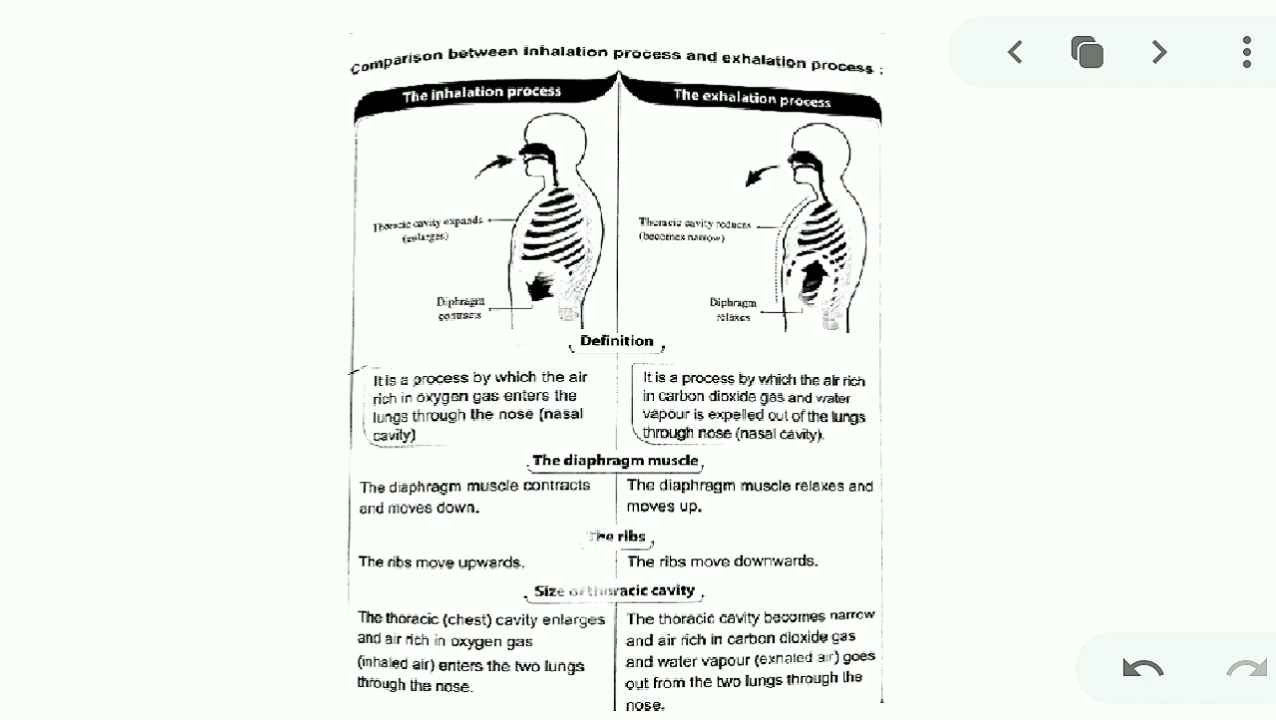 Comparison between inhalation process and exhalation process :
The inhalation process
The exhalation process
Thoracic cavity expands
(enlarges)
Diphragm
contracts
Thoracic cavity reduces
(becomes narrow)
Diphragm
relaxes
Definition
It is a process by which the air
rich in oxygen gas enters the
lungs through the nose (nasal
cavity)
It is a process by which the air rich
in carbon dioxide gas and water
vapour is expelled out of the lungs
through nose (nasal cavity).
The diaphragm muscle
The diaphragm muscle contracts
and moves down.
The diaphragm muscle relaxes and
moves up.
The ribs
The ribs move upwards.
The ribs move downwards.
Size of thoracic cavity
The thoracic (chest) cavity enlarges
and air rich in oxygen gas
(inhaled air) enters the two lungs
through the nose.
The thoracic cavity becomes narrow
and air rich in carbon dioxide gas
and water vapour (exhaled air) goes
out from the two lungs through the
nose.